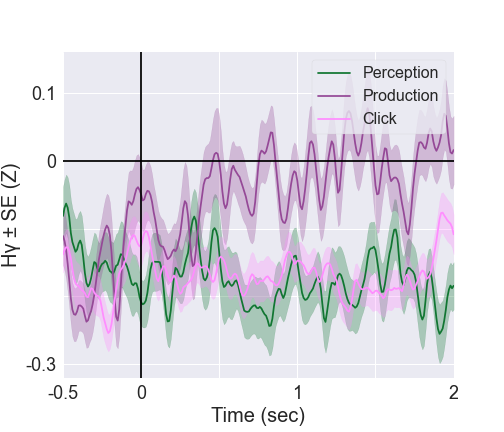 Perception
Production
Click
0.1
0
-0.3
Hγ ± SE (Z)
-0.5
0
1
2
Time (sec)